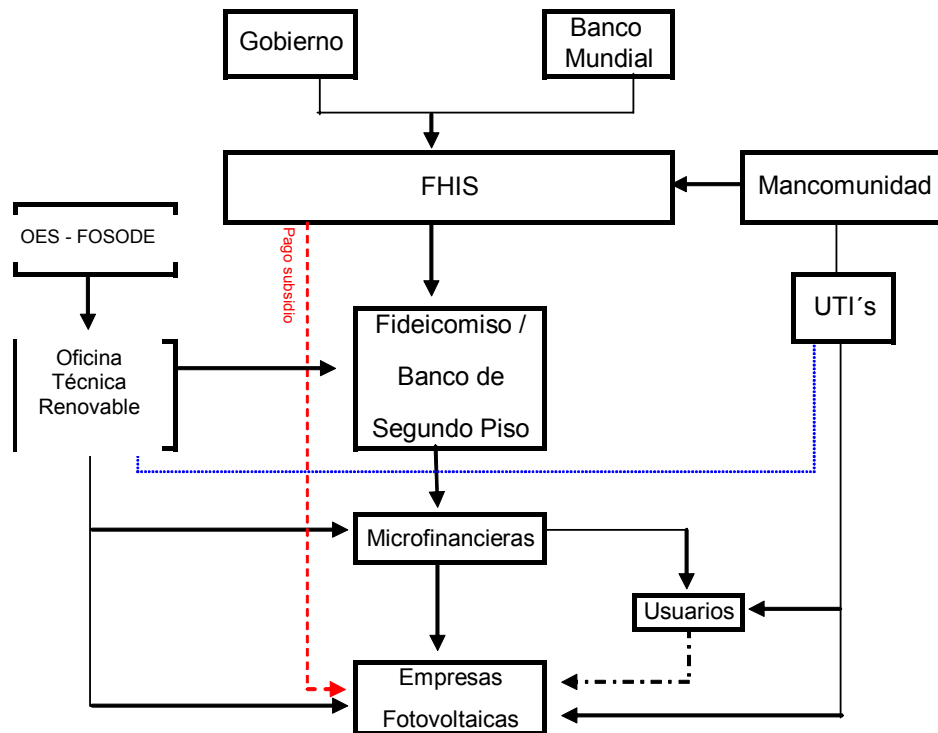 Gobierno
Banco
Mundial
FHIS
Mancomunidad
OES - FOSODE
Pago subsidio
UTI´s
Fideicomiso /
Banco de
Segundo Piso
Oficina
Técnica
Renovable
Microfinancieras
Usuarios
Empresas
Fotovoltaicas